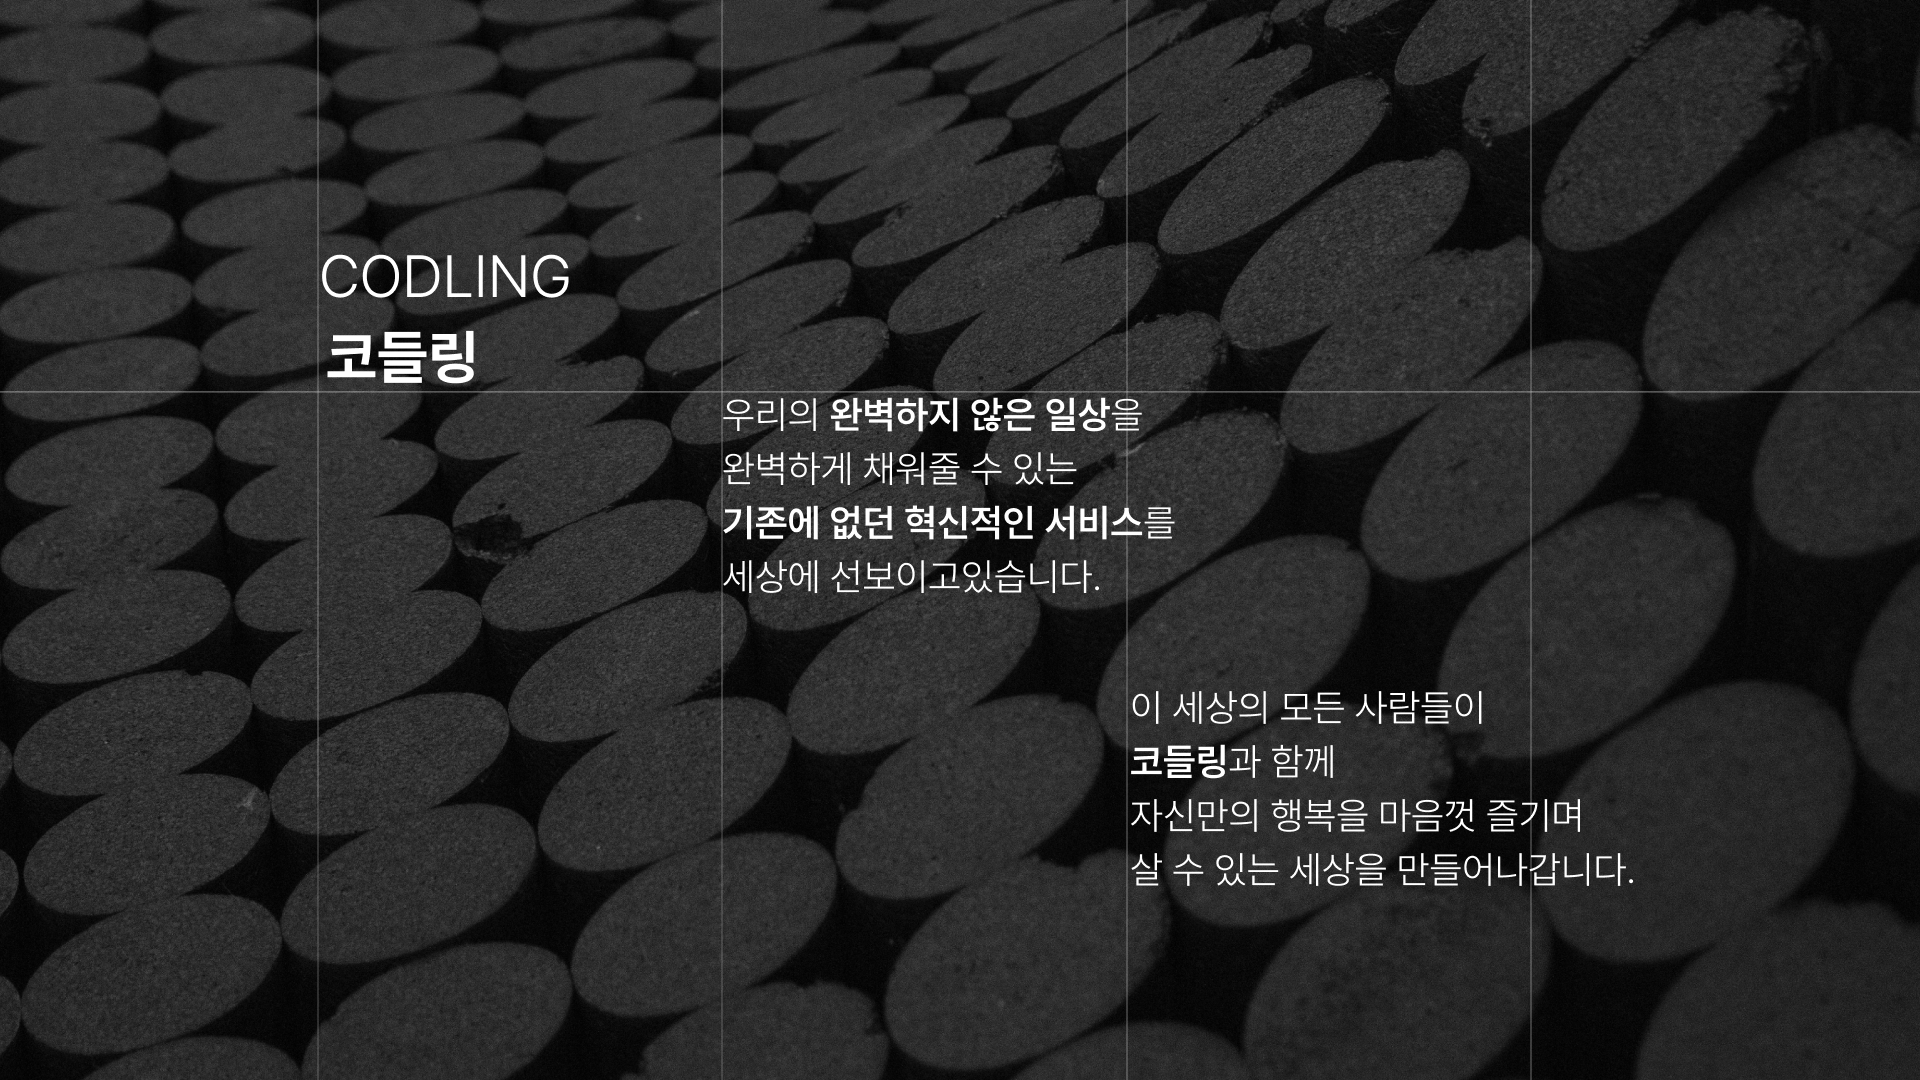 CODLING
코들링
우리의 완벽하지 않은 일상을
완벽하게 채워줄 수 있는
기존에 없던 혁신적인 서비스를
세상에 선보이고있습니다.
이 세상의 모든 사람들이
코들링과 함께
자신만의 행복을 마음껏 즐기며
살 수 있는 세상을 만들어나갑니다.